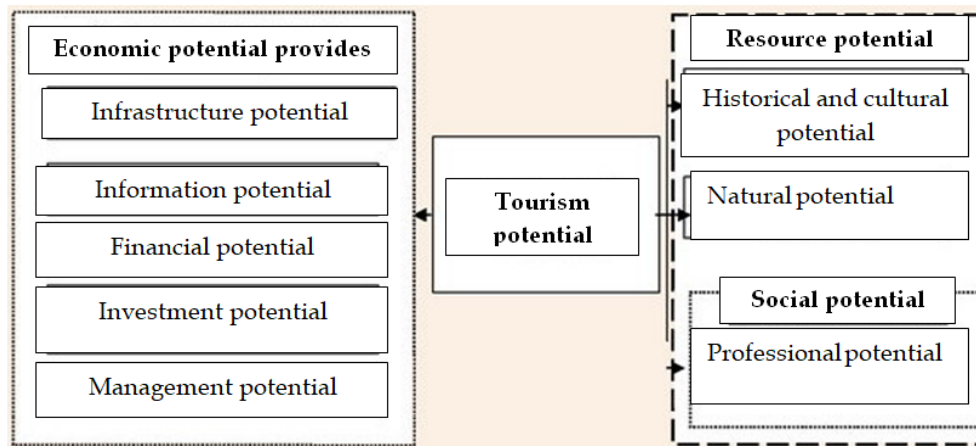 Economic potential provides
Infrastructure potential
Information potential
Financial potential
Investment potential
Management potential
Tourism
potential
Resource potential
Historical and cultural
potential
Natural potential
Social potential
Professional potential